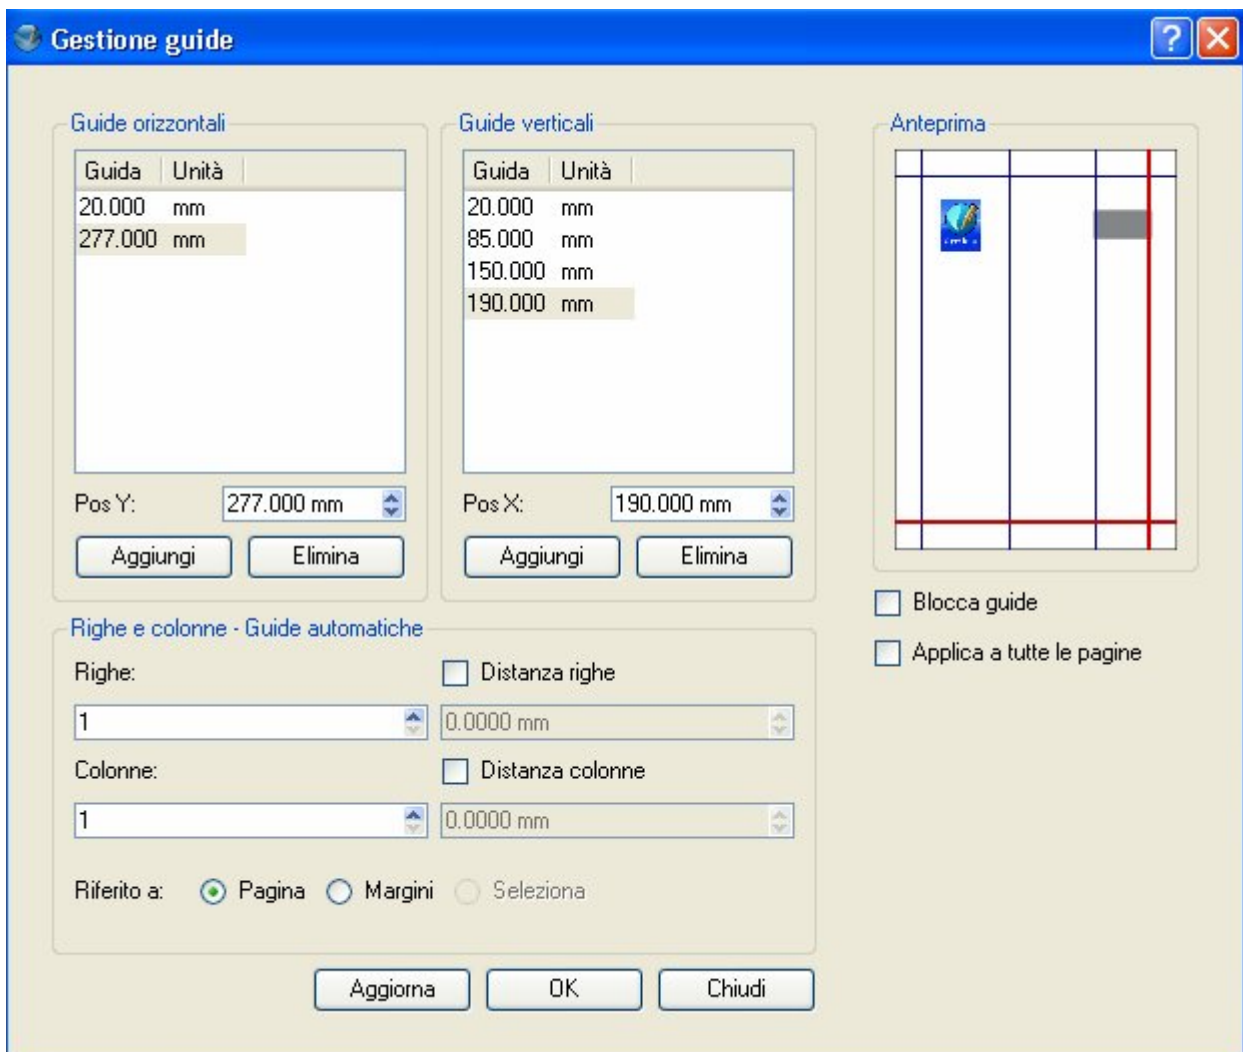 Gestione guide
Guide orizzontali
Guida Unità
20.000 mm
277.000 mm
Pos Y: 277.000 mm
Aggiungi Elimina
Guide verticali
Guida Unità
20.000 mm
85.000 mm
150.000 mm
190.000 mm
Pos X: 190.000 mm
Aggiungi Elimina
Anteprima
Blocca guide
Applica a tutte le pagine
Righe e colonne - Guide automatiche
Righe: Distanza righe
1 0.0000 mm
Colonne: Distanza colonne
1 0.0000 mm
Riferito a: Pagina Margini Seleziona
Aggiorna OK Chiudi